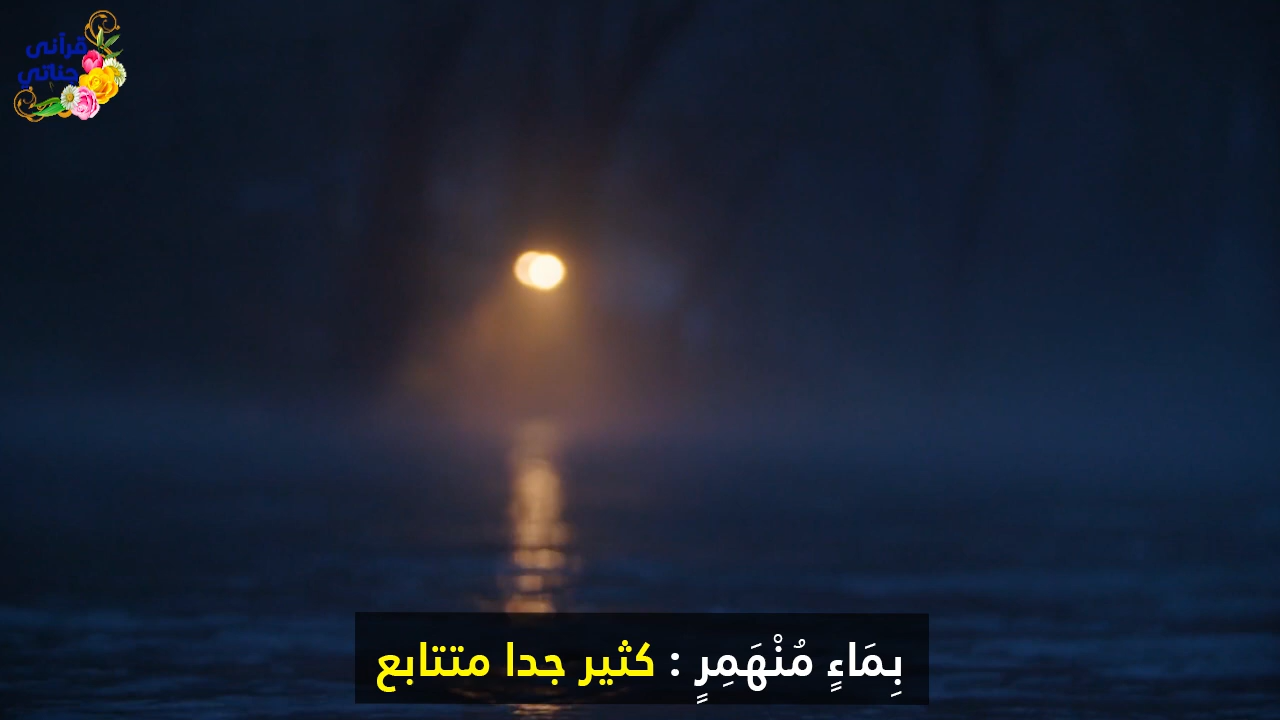 قرآني
جناتي
بِمَاءٍ مُنْهَمِرٍ : كثير جدا متتابع